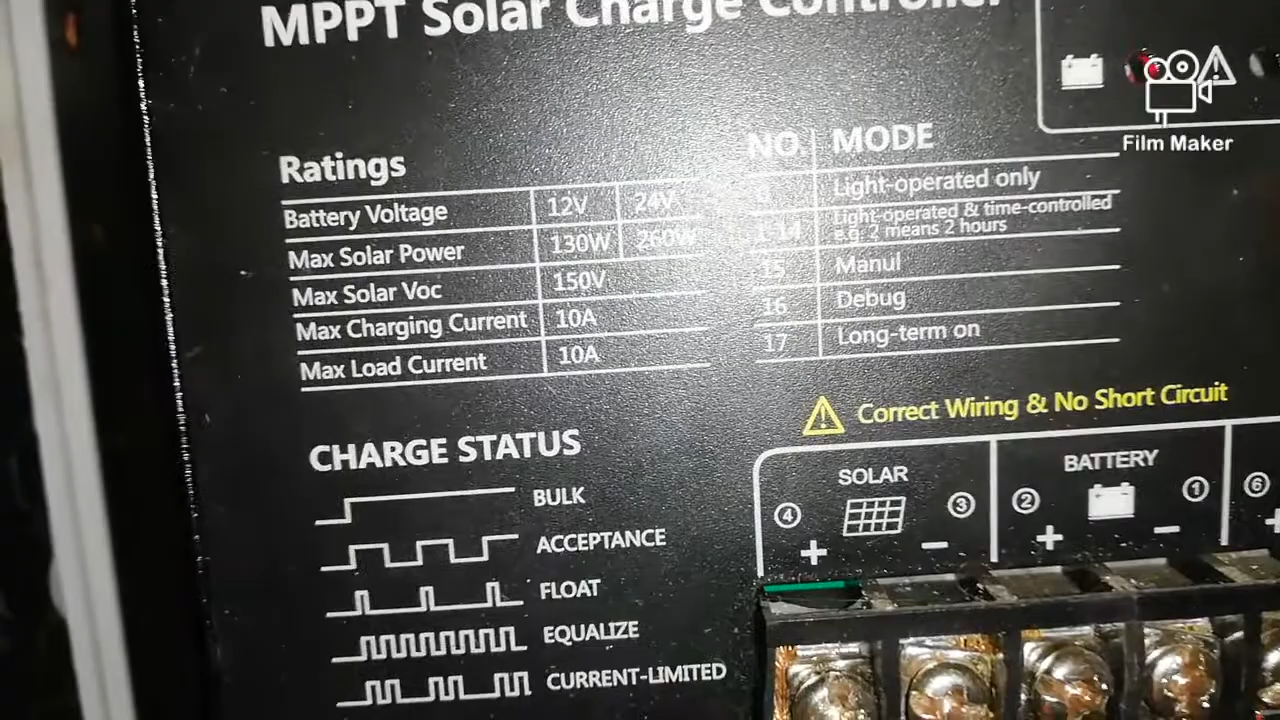 MPPT Solar Charge Controller
Film Maker
Ratings
Battery Voltage 12V 24V
Max Solar Power 130W 260W
Max Solar Voc 150V
Max Charging Current 10A
Max Load Current 10A
NO. MODE
Light-operated only
1-14 Light-operated & time-controlled
e.g. 2 means 2 hours
15 Manul
16 Debug
17 Long-term on
Correct Wiring & No Short Circuit
CHARGE STATUS
BULK
ACCEPTANCE
FLOAT
EQUALIZE
CURRENT-LIMITED
SOLAR
④ ③
+ −
BATTERY
② ①
+ −
⑥
+